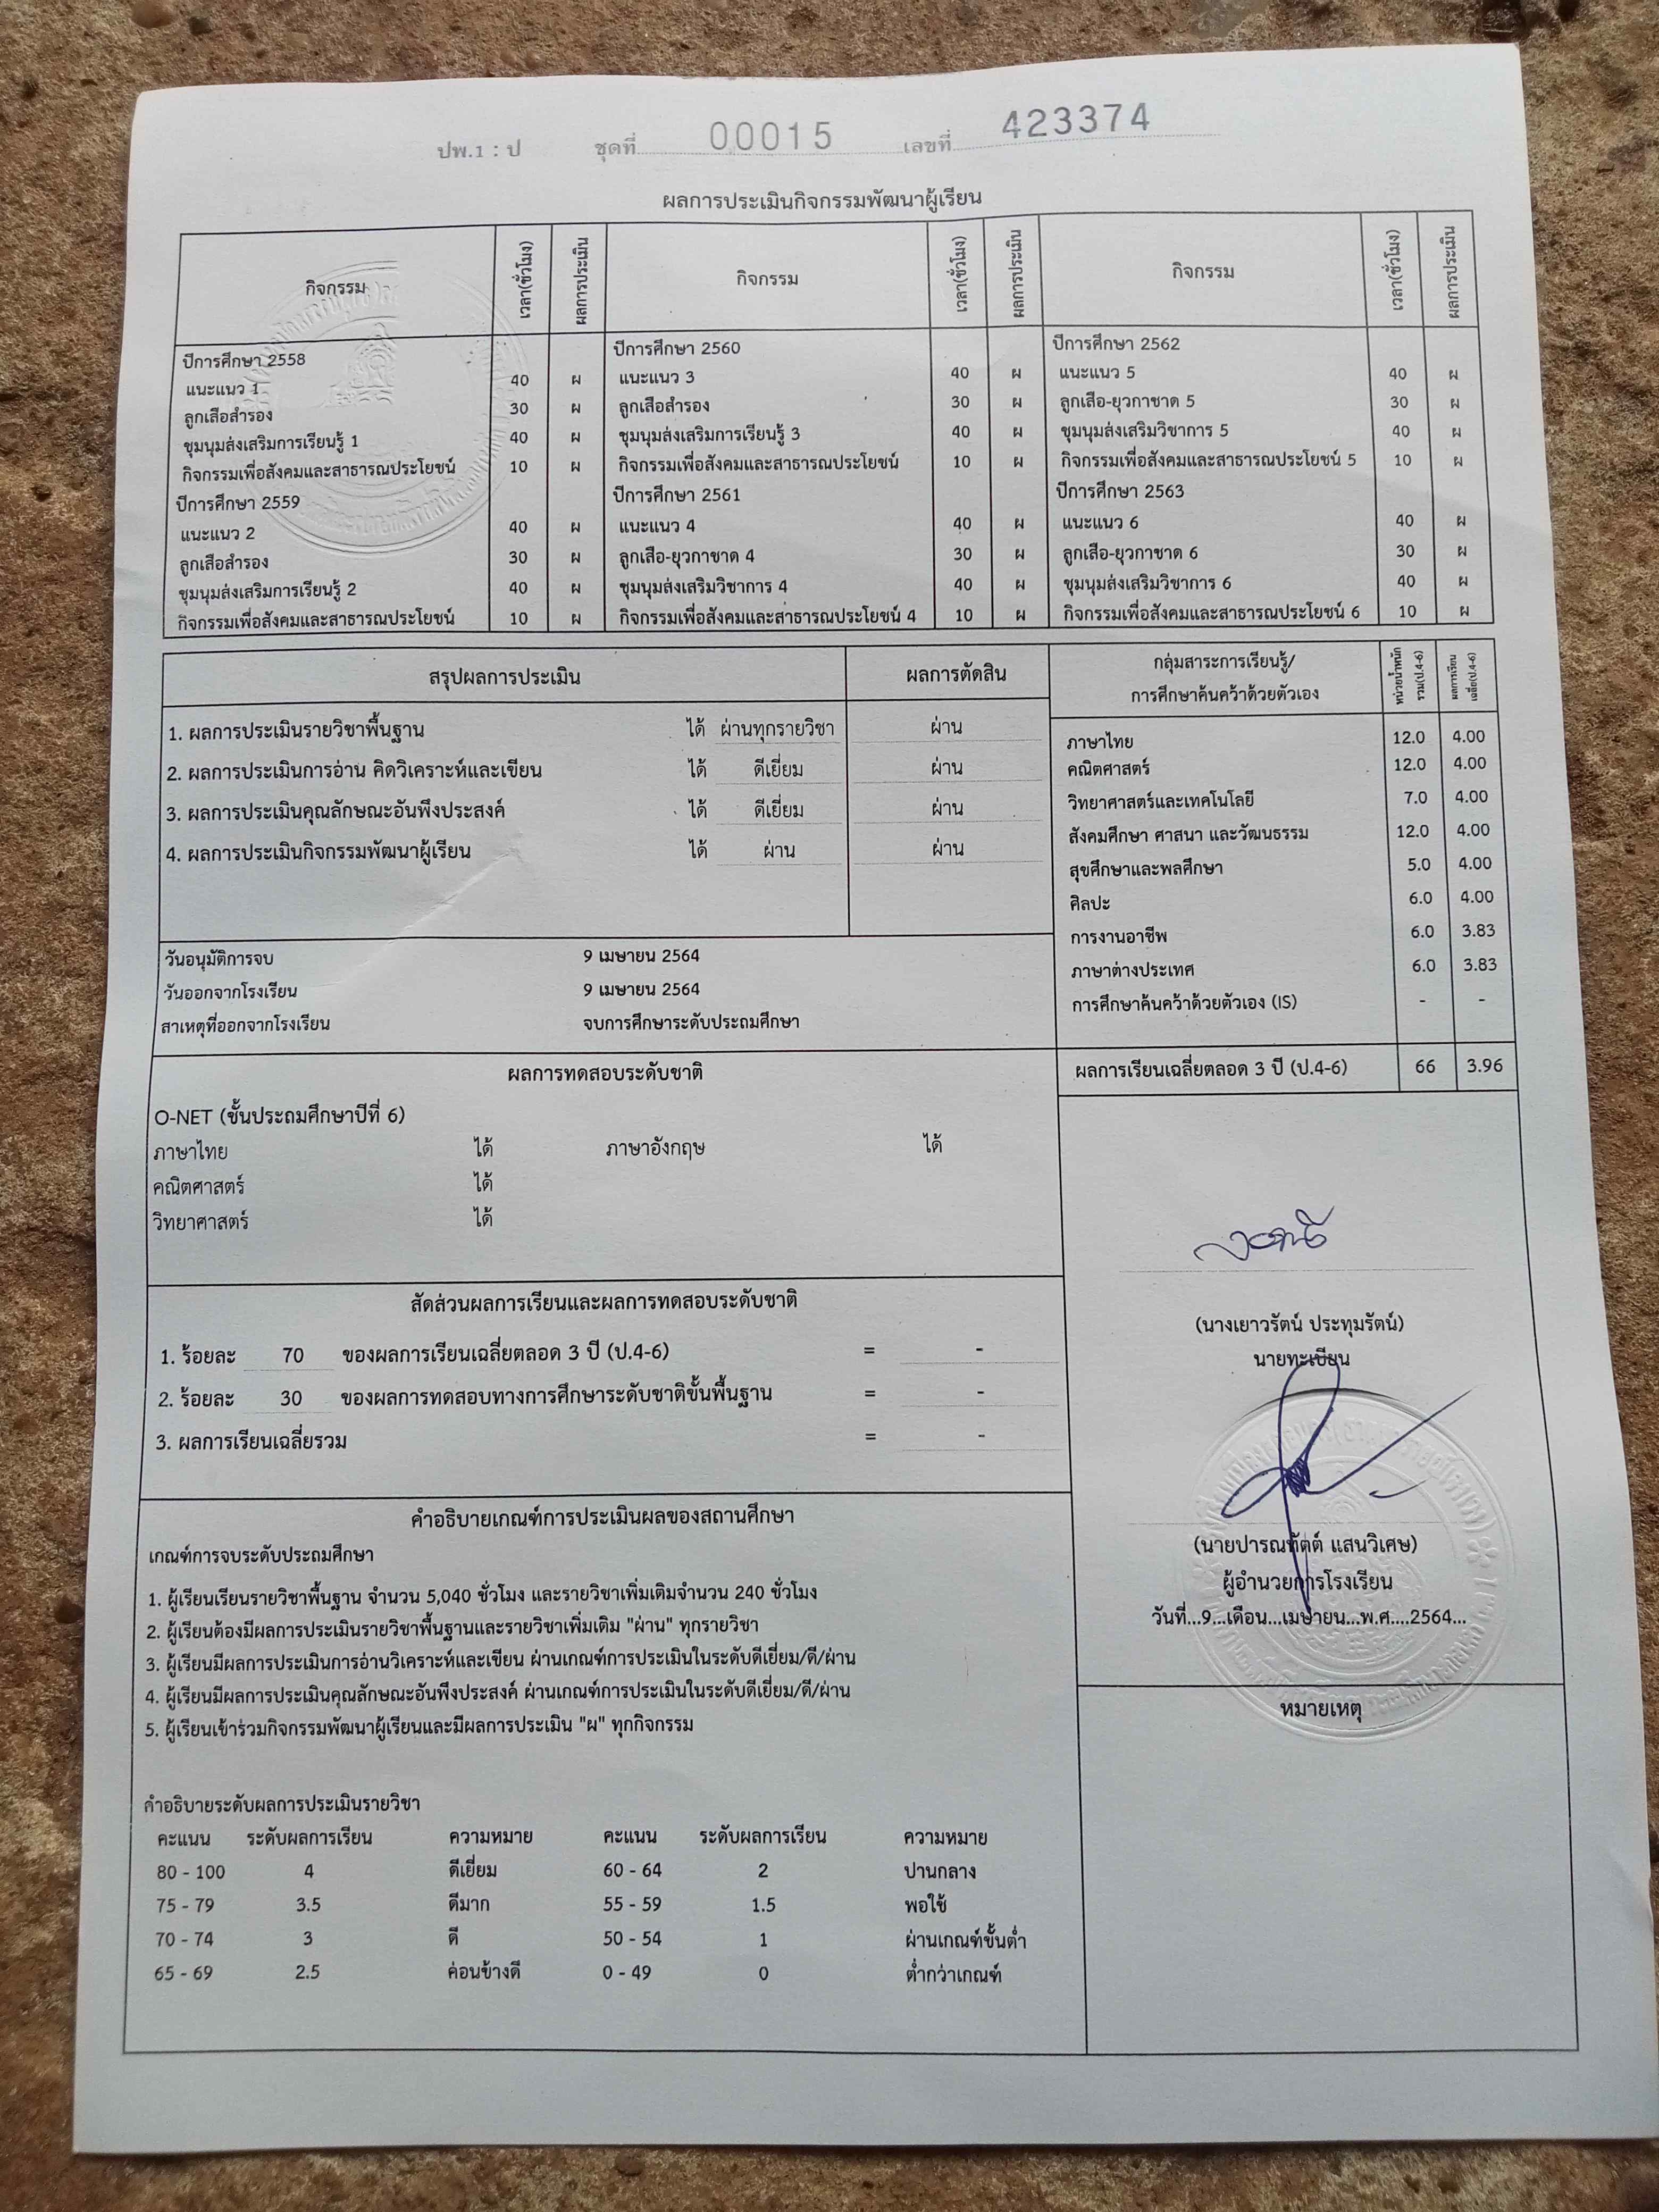 ปพ.1 : ป ชุดที่ 00015 เลขที่ 423374
ผลการประเมินกิจกรรมพัฒนาผู้เรียน
กิจกรรม เวลา(ชั่วโมง) ผลการประเมิน กิจกรรม เวลา(ชั่วโมง) ผลการประเมิน กิจกรรม เวลา(ชั่วโมง) ผลการประเมิน
ปีการศึกษา 2558 ปีการศึกษา 2560 ปีการศึกษา 2562
แนะแนว 1 40 ผ แนะแนว 3 40 ผ แนะแนว 5 40 ผ
ลูกเสือสำรอง 30 ผ ลูกเสือสำรอง 30 ผ ลูกเสือ-ยุวกาชาด 5 30 ผ
ชุมนุมส่งเสริมการเรียนรู้ 1 40 ผ ชุมนุมส่งเสริมการเรียนรู้ 3 40 ผ ชุมนุมส่งเสริมวิชาการ 5 40 ผ
กิจกรรมเพื่อสังคมและสาธารณประโยชน์ 10 ผ กิจกรรมเพื่อสังคมและสาธารณประโยชน์ 10 ผ กิจกรรมเพื่อสังคมและสาธารณประโยชน์ 5 10 ผ
ปีการศึกษา 2559 ปีการศึกษา 2561 ปีการศึกษา 2563
แนะแนว 2 40 ผ แนะแนว 4 40 ผ แนะแนว 6 40 ผ
ลูกเสือสำรอง 30 ผ ลูกเสือ-ยุวกาชาด 4 30 ผ ลูกเสือ-ยุวกาชาด 6 30 ผ
ชุมนุมส่งเสริมการเรียนรู้ 2 40 ผ ชุมนุมส่งเสริมวิชาการ 4 40 ผ ชุมนุมส่งเสริมวิชาการ 6 40 ผ
กิจกรรมเพื่อสังคมและสาธารณประโยชน์ 10 ผ กิจกรรมเพื่อสังคมและสาธารณประโยชน์ 4 10 ผ กิจกรรมเพื่อสังคมและสาธารณประโยชน์ 6 10 ผ
สรุปผลการประเมิน ผลการตัดสิน
1. ผลการประเมินรายวิชาพื้นฐาน ได้ ผ่านทุกรายวิชา ผ่าน
2. ผลการประเมินการอ่าน คิดวิเคราะห์และเขียน ได้ ดีเยี่ยม ผ่าน
3. ผลการประเมินคุณลักษณะอันพึงประสงค์ ได้ ดีเยี่ยม ผ่าน
4. ผลการประเมินกิจกรรมพัฒนาผู้เรียน ได้ ผ่าน ผ่าน
วันอนุมัติการจบ 9 เมษายน 2564
วันออกจากโรงเรียน 9 เมษายน 2564
สาเหตุที่ออกจากโรงเรียน จบการศึกษาระดับประถมศึกษา
กลุ่มสาระการเรียนรู้/ หน่วยน้ำหนัก ผลการเรียน
การศึกษาค้นคว้าด้วยตัวเอง รวม(ป.4-6) เฉลี่ย(ป.4-6)
ภาษาไทย 12.0 4.00
คณิตศาสตร์ 12.0 4.00
วิทยาศาสตร์และเทคโนโลยี 7.0 4.00
สังคมศึกษา ศาสนา และวัฒนธรรม 12.0 4.00
สุขศึกษาและพลศึกษา 5.0 4.00
ศิลปะ 6.0 4.00
การงานอาชีพ 6.0 3.83
ภาษาต่างประเทศ 6.0 3.83
การศึกษาค้นคว้าด้วยตัวเอง (IS) - -
ผลการเรียนเฉลี่ยตลอด 3 ปี (ป.4-6) 66 3.96
ผลการทดสอบระดับชาติ
O-NET (ชั้นประถมศึกษาปีที่ 6)
ภาษาไทย ได้ ภาษาอังกฤษ ได้
คณิตศาสตร์ ได้
วิทยาศาสตร์ ได้
สัดส่วนผลการเรียนและผลการทดสอบระดับชาติ
1. ร้อยละ 70 ของผลการเรียนเฉลี่ยตลอด 3 ปี (ป.4-6) = -
2. ร้อยละ 30 ของผลการทดสอบทางการศึกษาระดับชาติขั้นพื้นฐาน = -
3. ผลการเรียนเฉลี่ยรวม = -
(นางเยาวรัตน์ ประทุมรัตน์)
นายทะเบียน
(นายปารณทัตต์ แสนวิเศษ)
ผู้อำนวยการโรงเรียน
วันที่...9...เดือน...เมษายน...พ.ศ....2564...
หมายเหตุ
คำอธิบายเกณฑ์การประเมินผลของสถานศึกษา
เกณฑ์การจบระดับประถมศึกษา
1. ผู้เรียนเรียนรายวิชาพื้นฐาน จำนวน 5,040 ชั่วโมง และรายวิชาเพิ่มเติมจำนวน 240 ชั่วโมง
2. ผู้เรียนต้องมีผลการประเมินรายวิชาพื้นฐานและรายวิชาเพิ่มเติม "ผ่าน" ทุกรายวิชา
3. ผู้เรียนมีผลการประเมินการอ่านวิเคราะห์และเขียน ผ่านเกณฑ์การประเมินในระดับดีเยี่ยม/ดี/ผ่าน
4. ผู้เรียนมีผลการประเมินคุณลักษณะอันพึงประสงค์ ผ่านเกณฑ์การประเมินในระดับดีเยี่ยม/ดี/ผ่าน
5. ผู้เรียนเข้าร่วมกิจกรรมพัฒนาผู้เรียนและมีผลการประเมิน "ผ" ทุกกิจกรรม
คำอธิบายระดับผลการประเมินรายวิชา
คะแนน ระดับผลการเรียน ความหมาย คะแนน ระดับผลการเรียน ความหมาย
80 - 100 4 ดีเยี่ยม 60 - 64 2 ปานกลาง
75 - 79 3.5 ดีมาก 55 - 59 1.5 พอใช้
70 - 74 3 ดี 50 - 54 1 ผ่านเกณฑ์ขั้นต่ำ
65 - 69 2.5 ค่อนข้างดี 0 - 49 0 ต่ำกว่าเกณฑ์